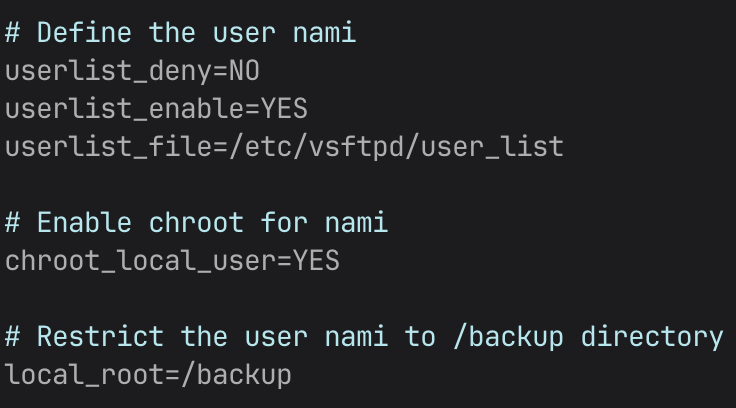 # Define the user nami
userlist_deny=NO
userlist_enable=YES
userlist_file=/etc/vsftpd/user_list
# Enable chroot for nami
chroot_local_user=YES
# Restrict the user nami to /backup directory
local_root=/backup